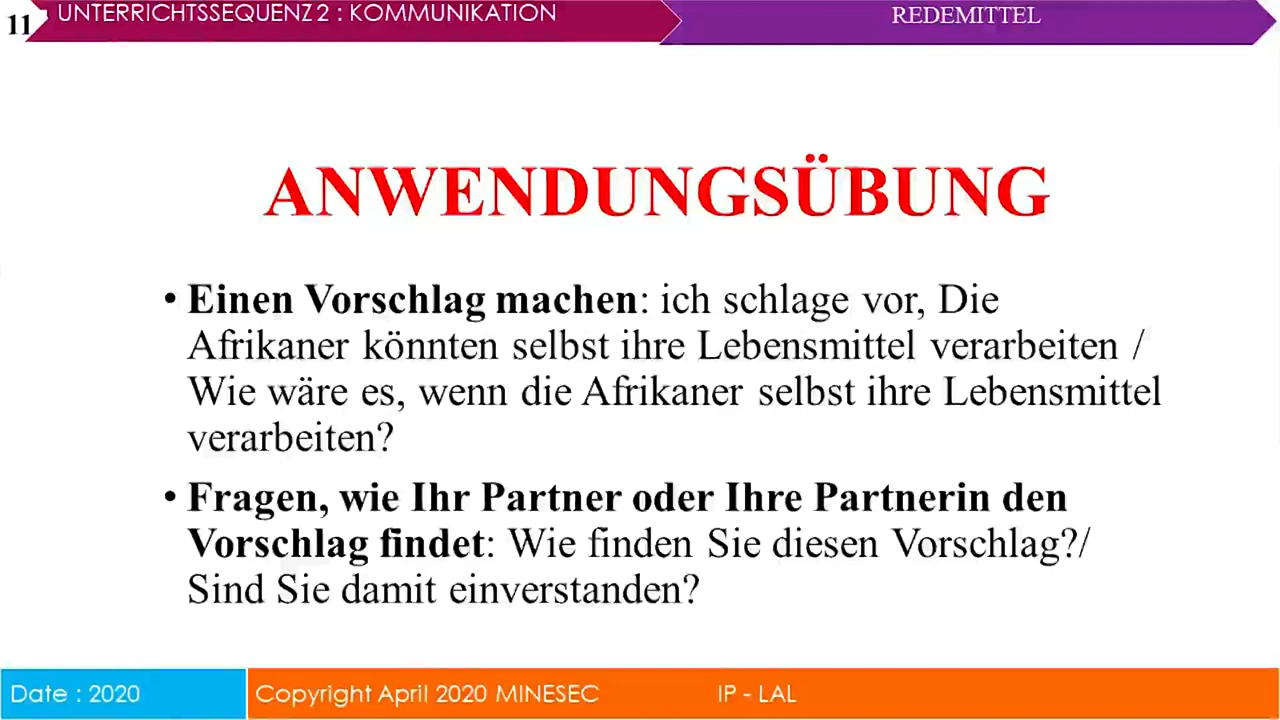 11
UNTERRICHTSSEQUENZ 2 : KOMMUNIKATION
REDEMITTEL
ANWENDUNGSÜBUNG
• Einen Vorschlag machen: ich schlage vor, Die
Afrikaner könnten selbst ihre Lebensmittel verarbeiten /
Wie wäre es, wenn die Afrikaner selbst ihre Lebensmittel
verarbeiten?
• Fragen, wie Ihr Partner oder Ihre Partnerin den
Vorschlag findet: Wie finden Sie diesen Vorschlag?/
Sind Sie damit einverstanden?
Date : 2020
Copyright April 2020 MINESEC
IP - LAL